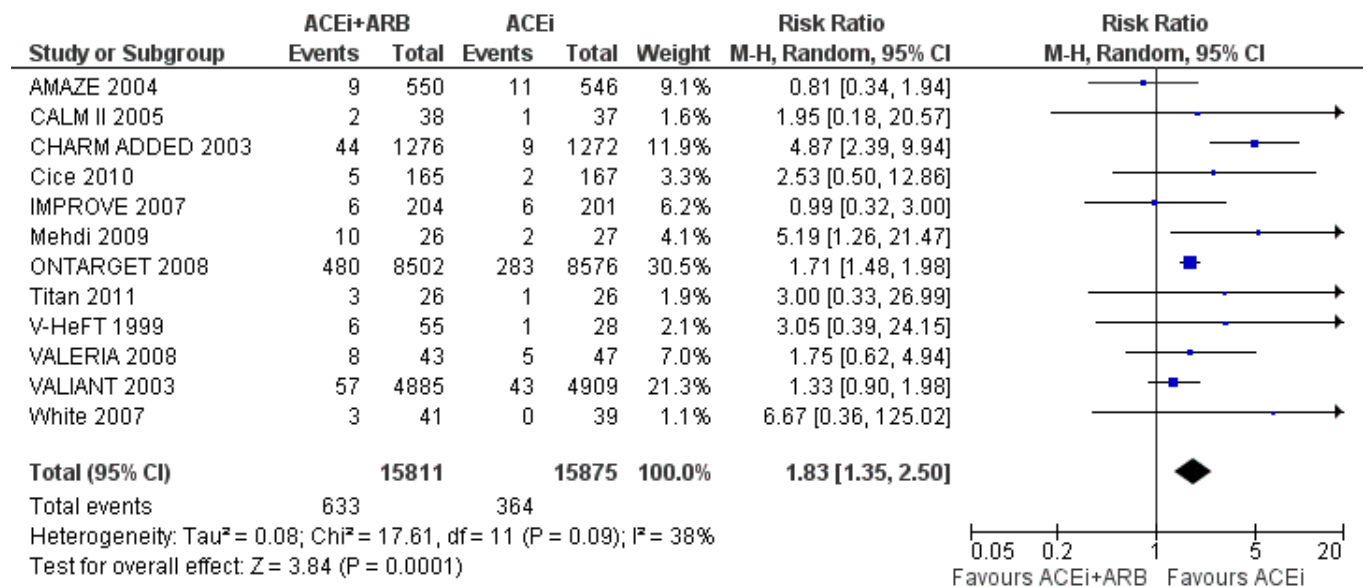 ACEi+ARB ACEi Risk Ratio Risk Ratio
Study or Subgroup Events Total Events Total Weight M-H, Random, 95% CI M-H, Random, 95% CI
AMAZE 2004 9 550 11 546 9.1% 0.81 [0.34, 1.94]
CALM II 2005 2 38 1 37 1.6% 1.95 [0.18, 20.57]
CHARM ADDED 2003 44 1276 9 1272 11.9% 4.87 [2.39, 9.94]
Cice 2010 5 165 2 167 3.3% 2.53 [0.50, 12.86]
IMPROVE 2007 6 204 6 201 6.2% 0.99 [0.32, 3.00]
Mehdi 2009 10 26 2 27 4.1% 5.19 [1.26, 21.47]
ONTARGET 2008 480 8502 283 8576 30.5% 1.71 [1.48, 1.98]
Titan 2011 3 26 1 26 1.9% 3.00 [0.33, 26.99]
V-HeFT 1999 6 55 1 28 2.1% 3.05 [0.39, 24.15]
VALERIA 2008 8 43 5 47 7.0% 1.75 [0.62, 4.94]
VALIANT 2003 57 4885 43 4909 21.3% 1.33 [0.90, 1.98]
White 2007 3 41 0 39 1.1% 6.67 [0.36, 125.02]
Total (95% CI) 15811 15875 100.0% 1.83 [1.35, 2.50]
Total events 633 364
Heterogeneity: Tau² = 0.08; Chi² = 17.61, df = 11 (P = 0.09); I² = 38%
Test for overall effect: Z = 3.84 (P = 0.0001)
0.05 0.2 1 5 20
Favours ACEi+ARB Favours ACEi